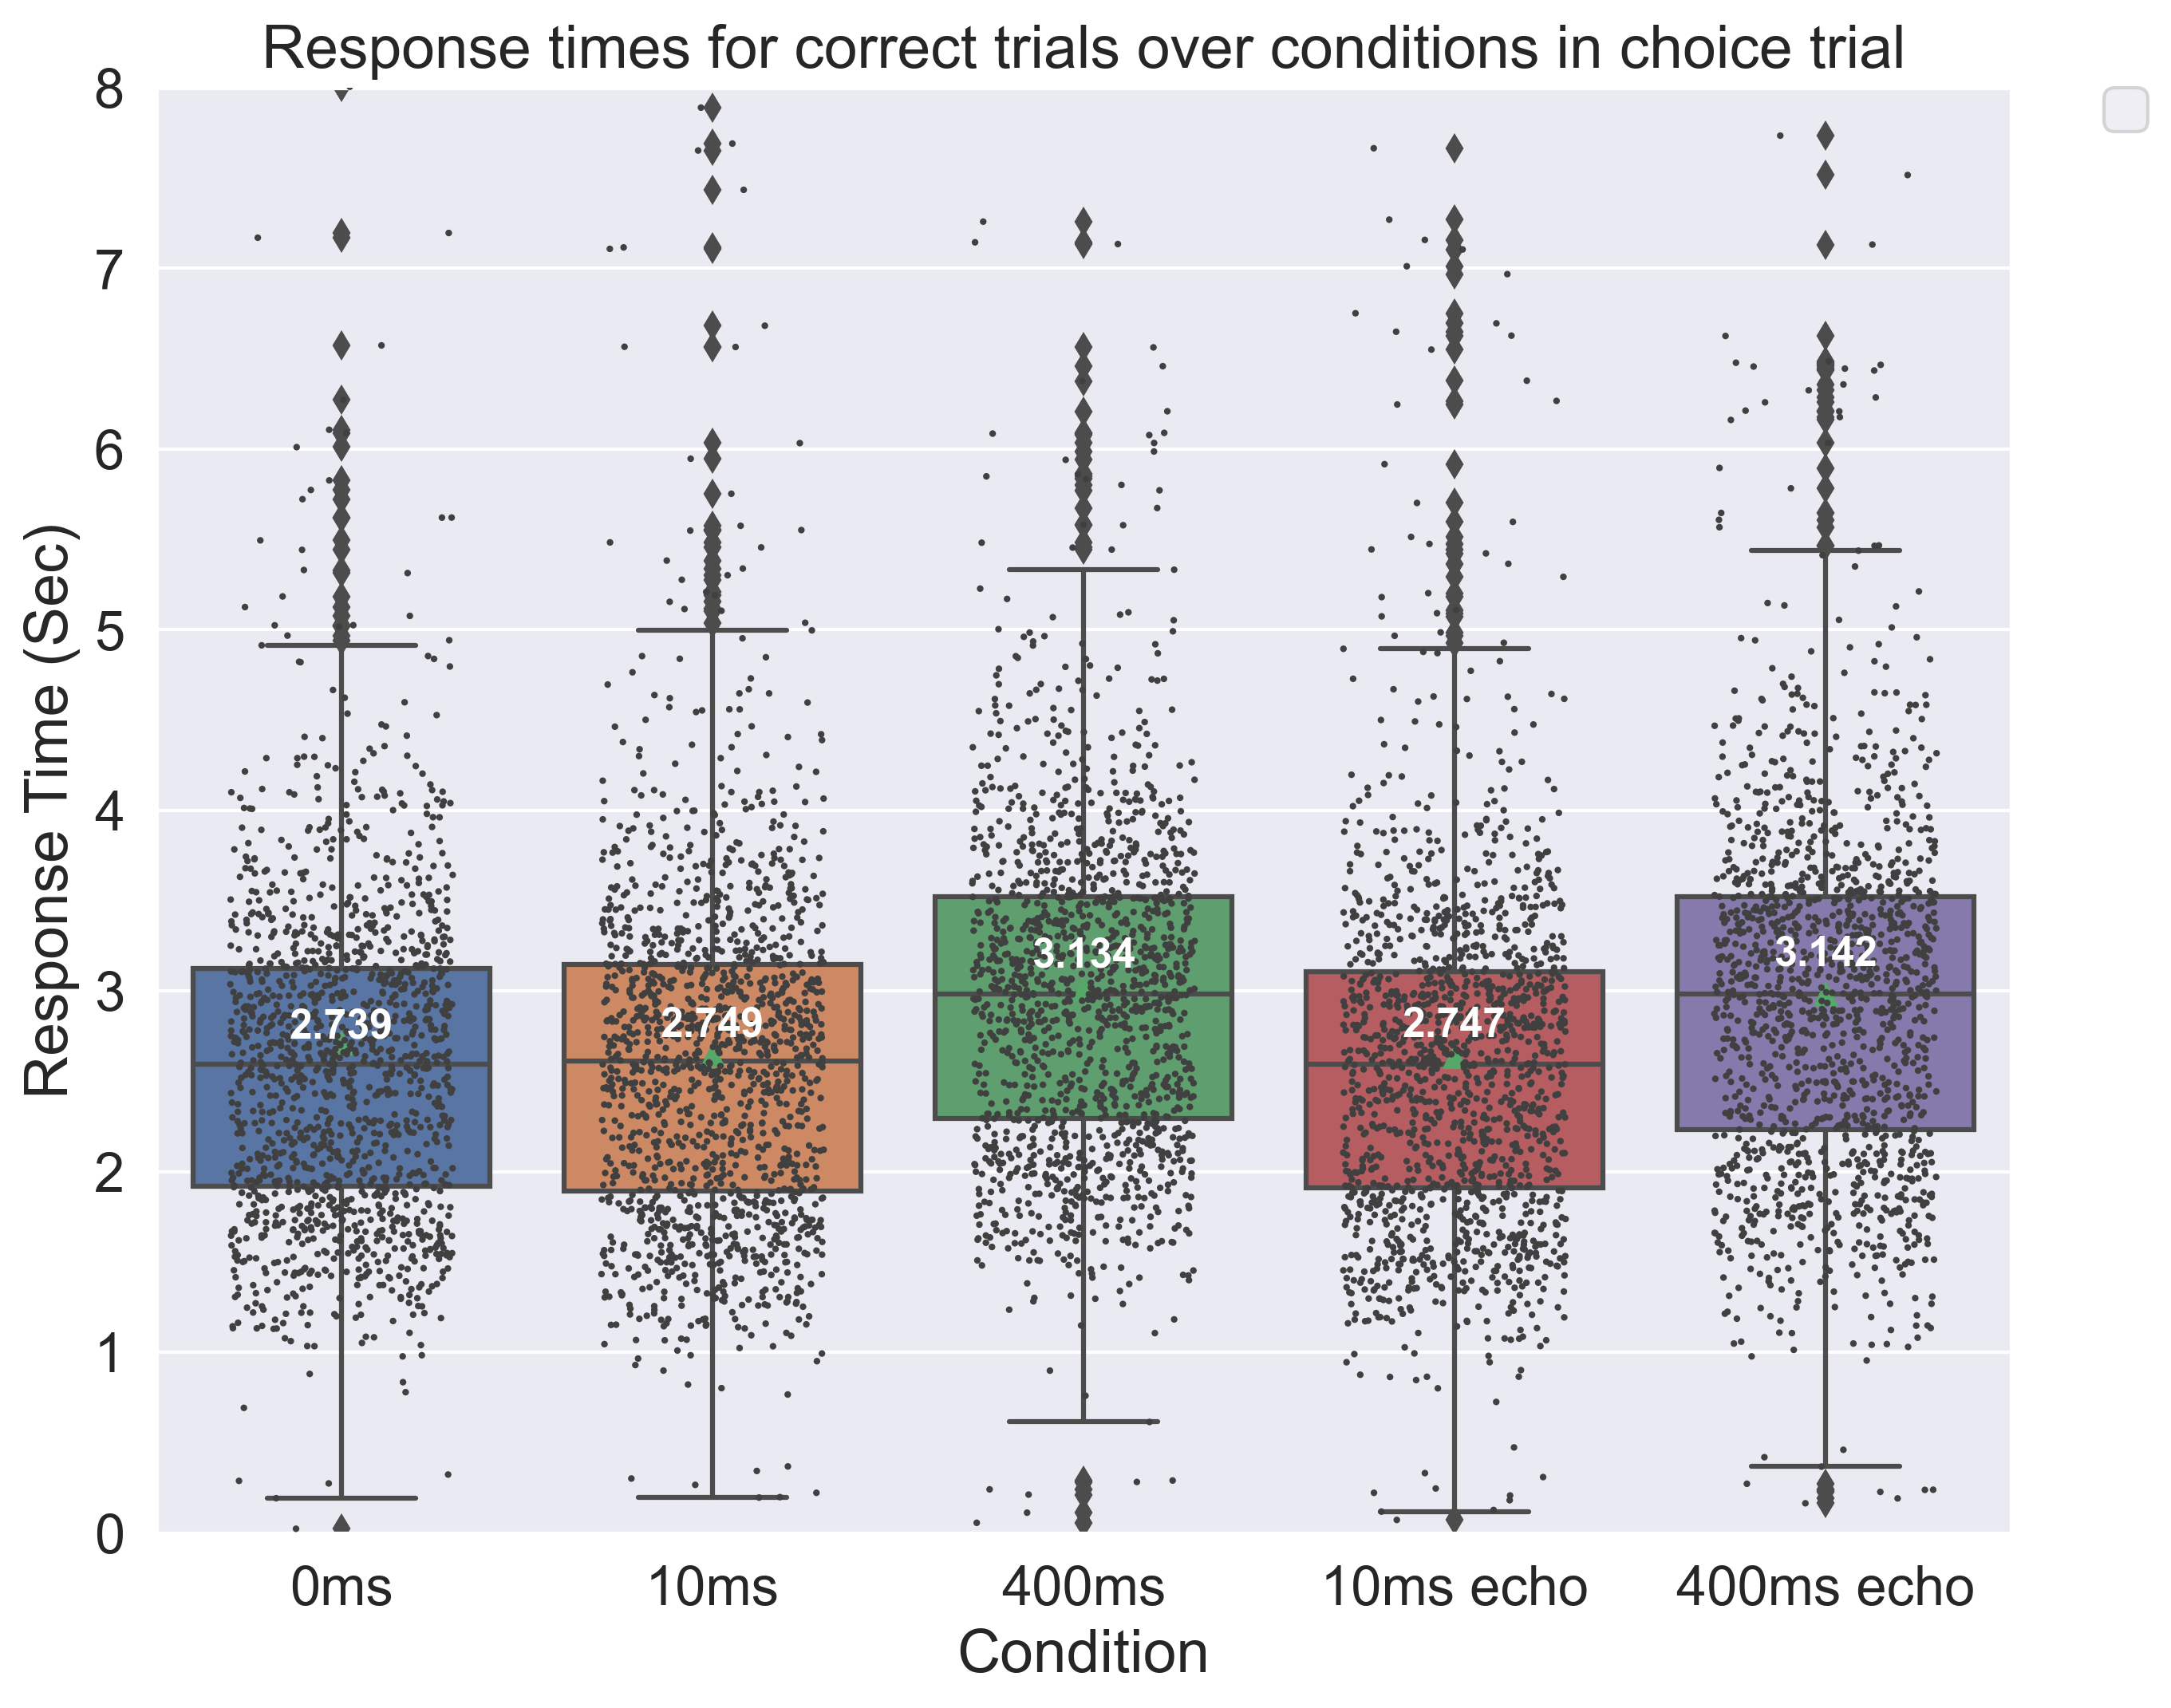 Response times for correct trials over conditions in choice trial
Response Time (Sec)
8
7
6
5
4
3
2
1
0
2.739
2.749
3.134
2.747
3.142
0ms
10ms
400ms
10ms echo
400ms echo
Condition